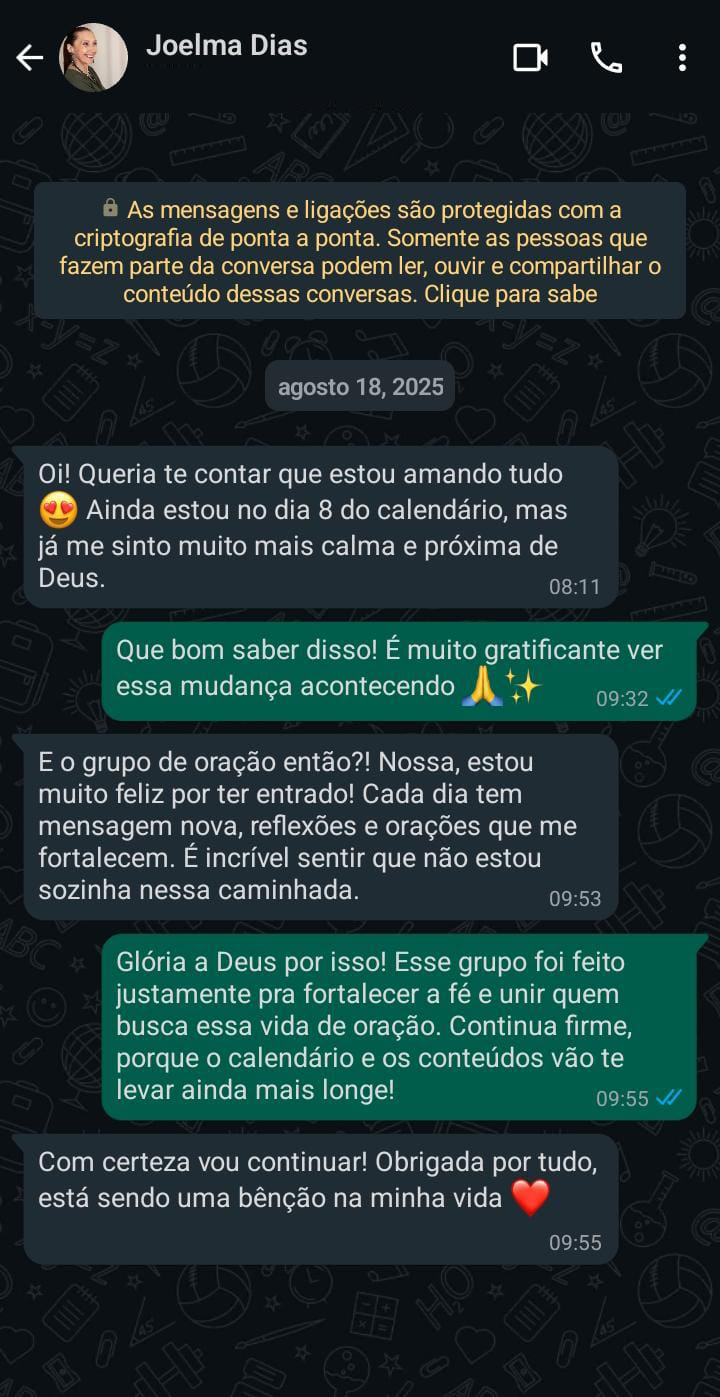 Joelma Dias
As mensagens e ligações são protegidas com a
criptografia de ponta a ponta. Somente as pessoas que
fazem parte da conversa podem ler, ouvir e compartilhar o
conteúdo dessas conversas. Clique para sabe
agosto 18, 2025
Oi! Queria te contar que estou amando tudo
😍 Ainda estou no dia 8 do calendário, mas
já me sinto muito mais calma e próxima de
Deus.
08:11
Que bom saber disso! É muito gratificante ver
essa mudança acontecendo 🙏✨
09:32
E o grupo de oração então?! Nossa, estou
muito feliz por ter entrado! Cada dia tem
mensagem nova, reflexões e orações que me
fortalecem. É incrível sentir que não estou
sozinha nessa caminhada.
09:53
Glória a Deus por isso! Esse grupo foi feito
justamente pra fortalecer a fé e unir quem
busca essa vida de oração. Continua firme,
porque o calendário e os conteúdos vão te
levar ainda mais longe!
09:55
Com certeza vou continuar! Obrigada por tudo,
está sendo uma bênção na minha vida ❤️
09:55